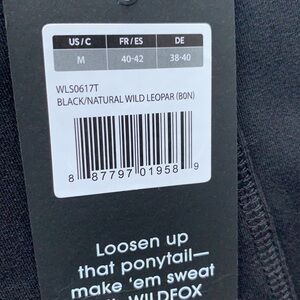 US/C FR/ES DE
M 40-42 38-40
WLS0617T
BLACK/NATURAL WILD LEOPAR (B0N)
8 87797 01958 9
Loosen up
that ponytail—
make 'em sweat
WILDFOX